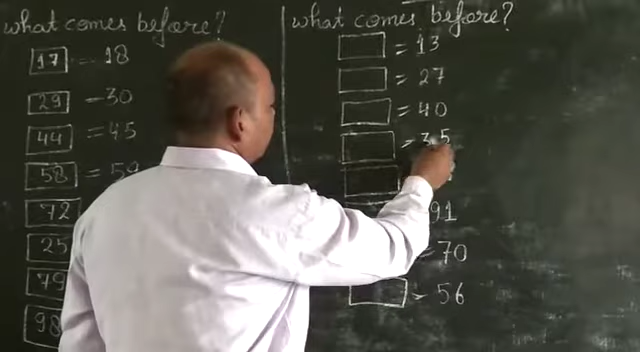 what comes before?
17 - 18
29 - 30
44 = 45
58 = 59
72
25
79
98
what comes before?
= 13
= 27
= 40
= 35
91
= 70
- 56